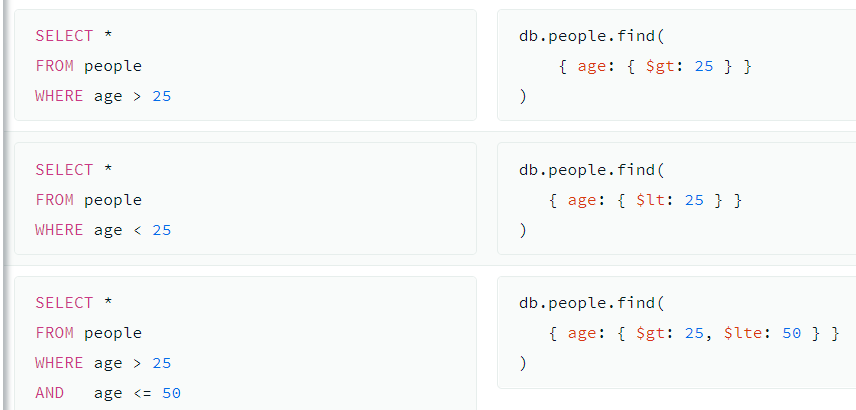 SELECT *
FROM people
WHERE age > 25
db.people.find(
    { age: { $gt: 25 } }
)
SELECT *
FROM people
WHERE age < 25
db.people.find(
   { age: { $lt: 25 } }
)
SELECT *
FROM people
WHERE age > 25
AND   age <= 50
db.people.find(
   { age: { $gt: 25, $lte: 50 } }
)